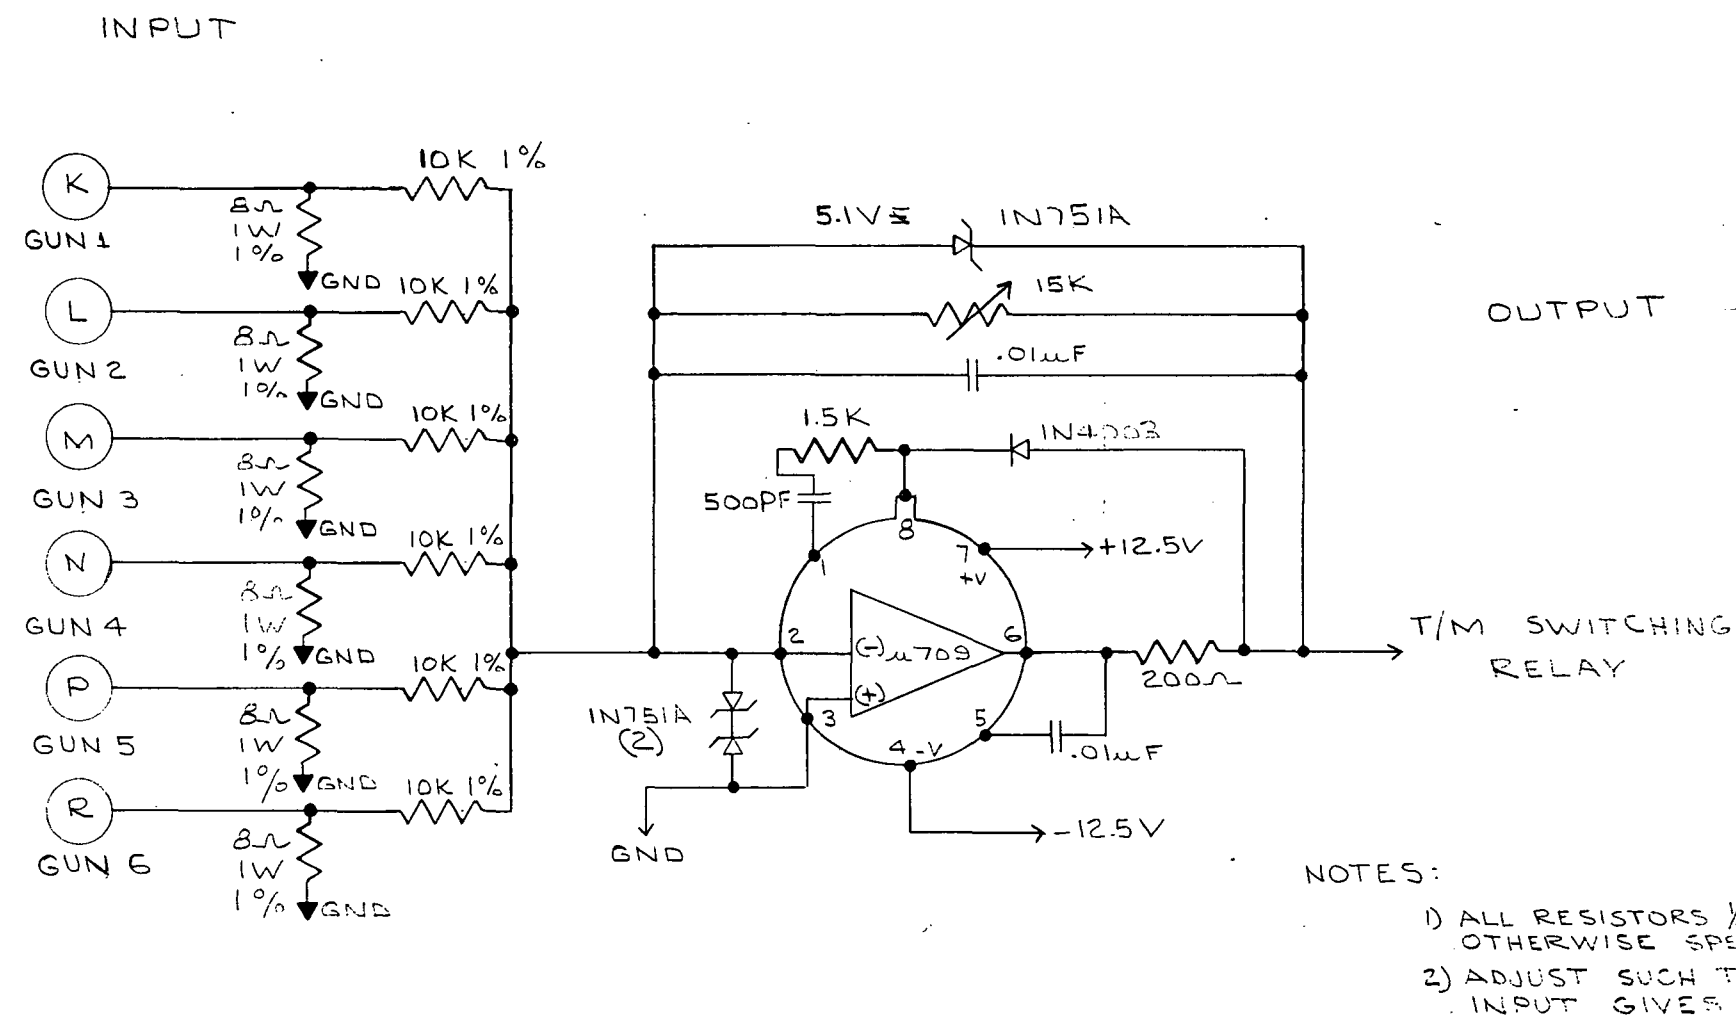 INPUT
K
GUN 1
8Ω
1W
1%
GND
10K 1%
L
GUN 2
8Ω
1W
1%
GND
10K 1%
M
GUN 3
8Ω
1W
1%
GND
10K 1%
N
GUN 4
8Ω
1W
1%
GND
10K 1%
P
GUN 5
8Ω
1W
1%
GND
10K 1%
R
GUN 6
8Ω
1W
1%
GND
10K 1%
5.1V
1N751A
15K
.01uF
1.5K
1N4003
500PF
8
1
7
+V
+12.5V
2
(-)
u709
(+)
3
6
5
4 -V
-12.5V
200Ω
.01uF
1N751A
(2)
GND
OUTPUT
T/M SWITCHING
RELAY
NOTES:
1) ALL RESISTORS
OTHERWISE
2) ADJUST SUCH
INPUT GIVES